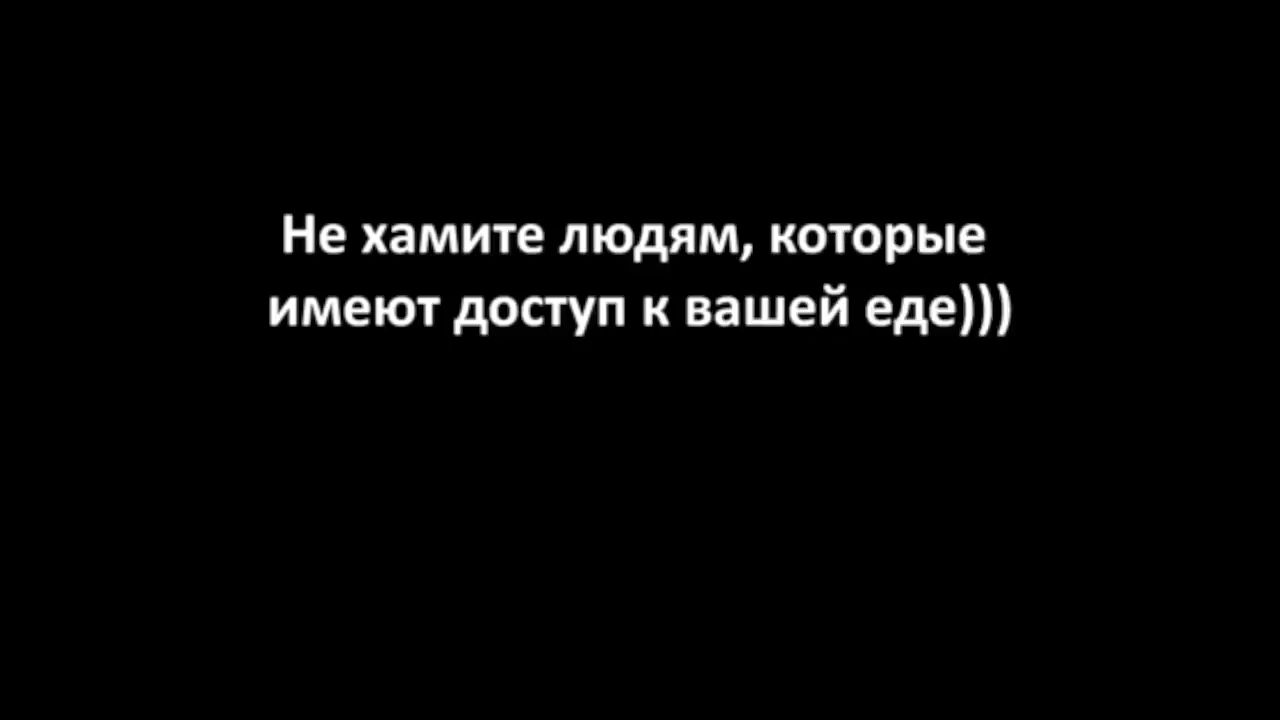 Не хамите людям, которые
имеют доступ к вашей еде)))